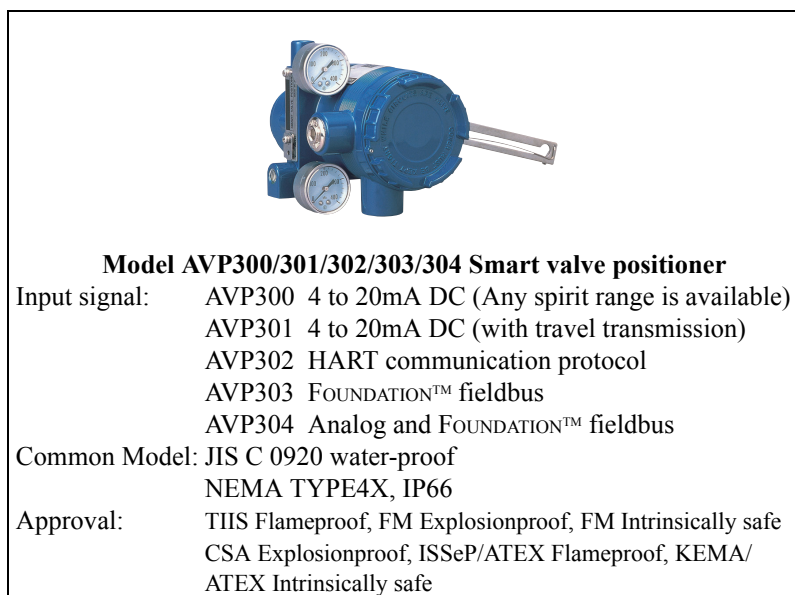 Model AVP300/301/302/303/304 Smart valve positioner
Input signal: AVP300 4 to 20mA DC (Any spirit range is available)
AVP301 4 to 20mA DC (with travel transmission)
AVP302 HART communication protocol
AVP303 FOUNDATION™ fieldbus
AVP304 Analog and FOUNDATION™ fieldbus
Common Model: JIS C 0920 water-proof
NEMA TYPE4X, IP66
Approval: TIIS Flameproof, FM Explosionproof, FM Intrinsically safe
CSA Explosionproof, ISSeP/ATEX Flameproof, KEMA/
ATEX Intrinsically safe